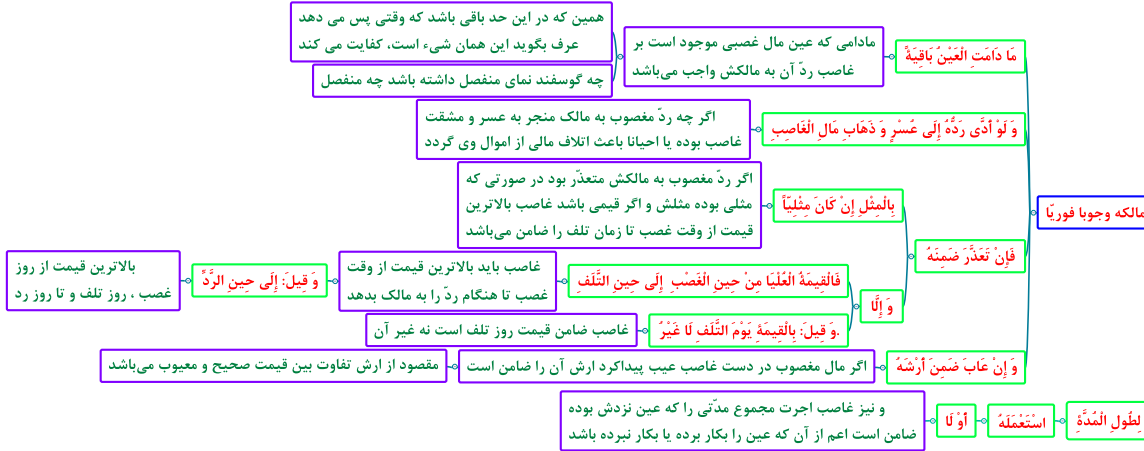 مالکه وجوبا فوریّا
مَا دَامَتِ الْعَيْنُ بَاقِيَةً
مادامی که عین مال غصبی موجود است بر
غاصب ردّ آن به مالکش واجب می‌باشد
همین که در این حد باقی باشد که وقتی پس می دهد
عرف بگوید این همان شیء است، کفایت می کند
چه گوسفند نمای منفصل داشته باشد چه منفصل
وَ لَوْ أَدَّى رَدُّهُ إِلَى عُسْرٍ وَ ذَهَابِ مَالِ الْغَاصِبِ
اگر چه ردّ مغصوب به مالک منجر به عسر و مشقت
غاصب بوده یا احیانا باعث اتلاف مالی از اموال وی گردد
فَإِنْ تَعَذَّرَ ضَمِنَهُ
بِالْمِثْلِ إِنْ كَانَ مِثْلِيّاً
اگر ردّ مغصوب به مالکش متعذّر بود در صورتی که
مثلی بوده مثلش و اگر قیمی باشد غاصب بالاترین
قیمت از وقت غصب تا زمان تلف را ضامن می‌باشد
وَ إِلَّا
فَالْقِيمَةُ الْعُلْيَا مِنْ حِينِ الْغَصْبِ إِلَى حِينِ التَّلَفِ
غاصب باید بالاترین قیمت از وقت
غصب تا هنگام ردّ را به مالک بدهد
وَ قِيلَ: إِلَى حِينِ الرَّدِّ
بالاترین قیمت از روز
غصب ، روز تلف و تا روز رد
.وَ قِيلَ: بِالْقِيمَةِ يَوْمَ التَّلَفِ لَا غَيْرُ
غاصب ضامن قیمت روز تلف است نه غیر آن
وَ إِنْ عَابَ ضَمِنَ أَرْشَهُ
اگر مال مغصوب در دست غاصب عیب پیداکرد ارش آن را ضامن است
مقصود از ارش تفاوت بین قیمت صحیح و معیوب می‌باشد
لِطُولِ الْمُدَّةِ
اسْتَعْمَلَهُ
أَوْ لَا
و نیز غاصب اجرت مجموع مدّتی را که عین نزدش بوده
ضامن است اعم از آن که عین را بکار برده یا بکار نبرده باشد